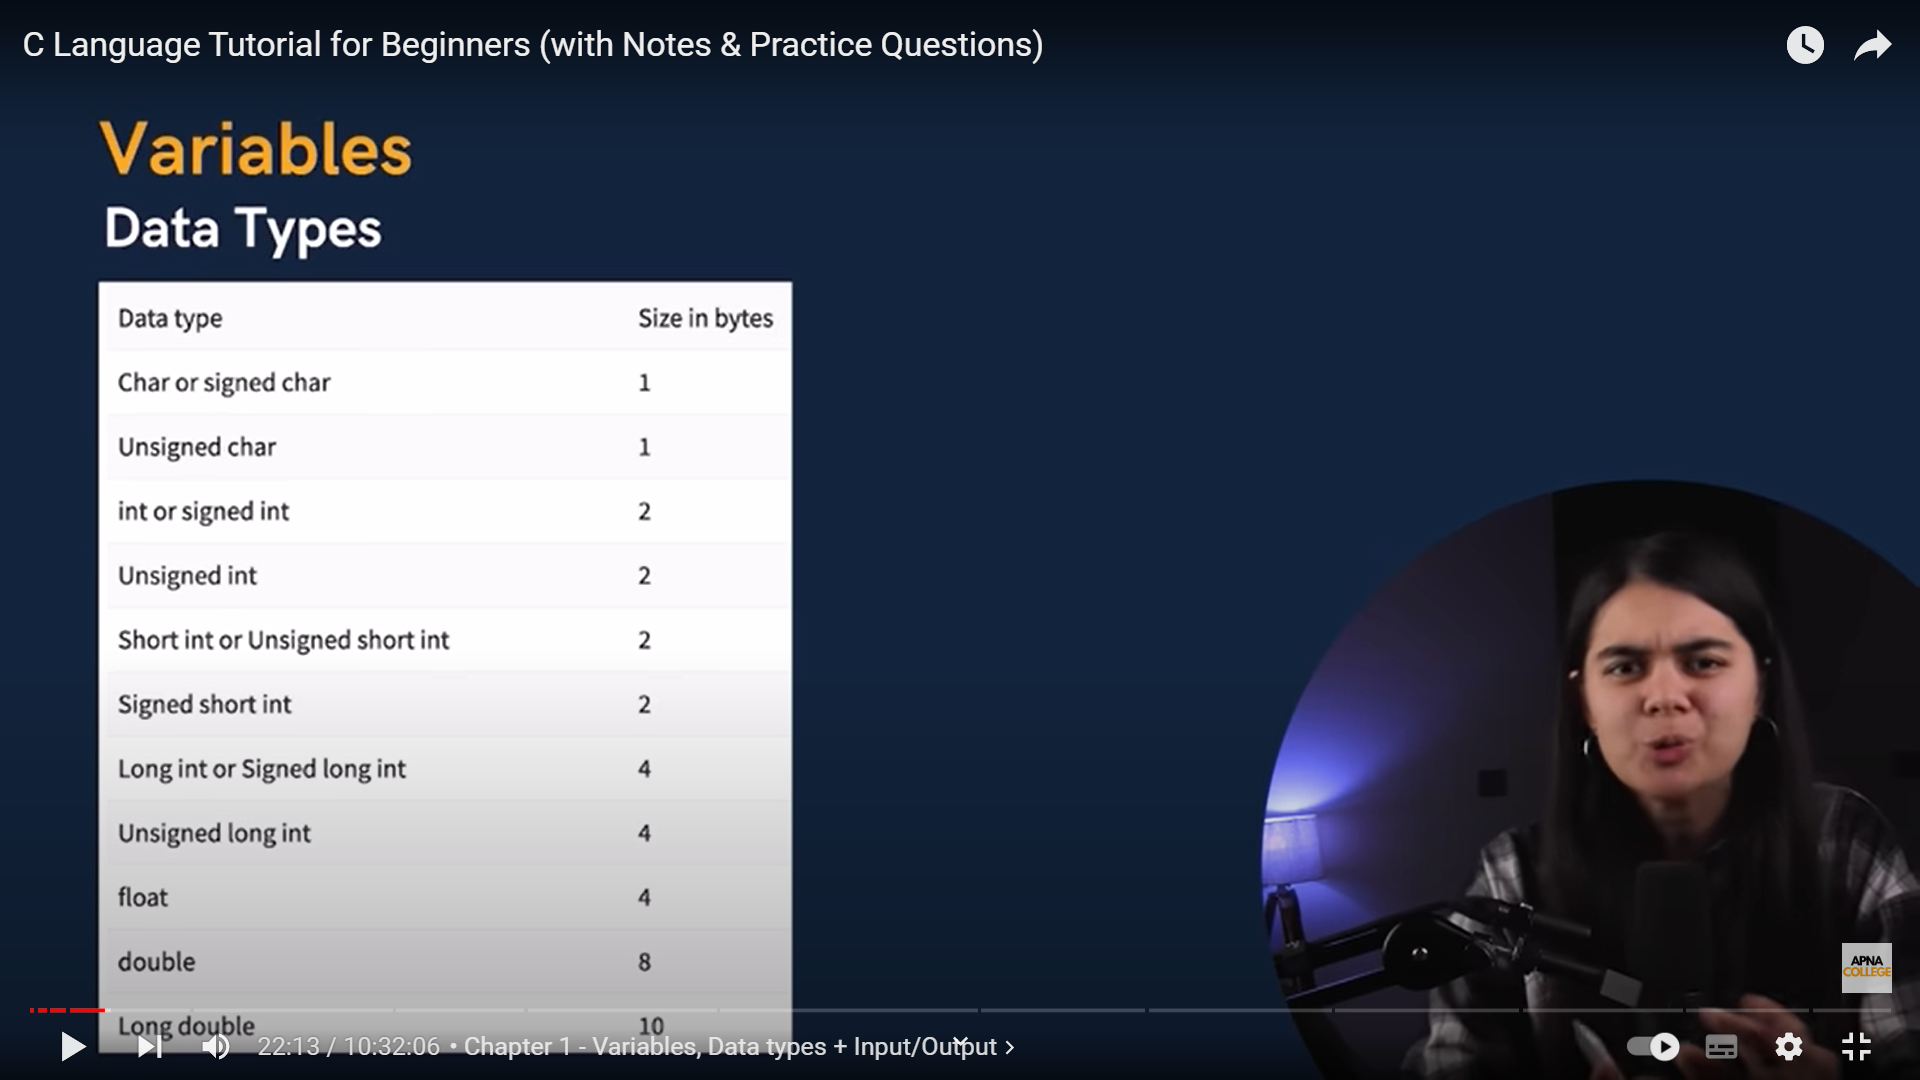 C Language Tutorial for Beginners (with Notes & Practice Questions)
Variables
Data Types
Data type Size in bytes
Char or signed char 1
Unsigned char 1
int or signed int 2
Unsigned int 2
Short int or Unsigned short int 2
Signed short int 2
Long int or Signed long int 4
Unsigned long int 4
float 4
double 8
Long double 10
APNA
COLLEGE
22:13 / 10:32:06 • Chapter 1 - Variables, Data types + Input/Output